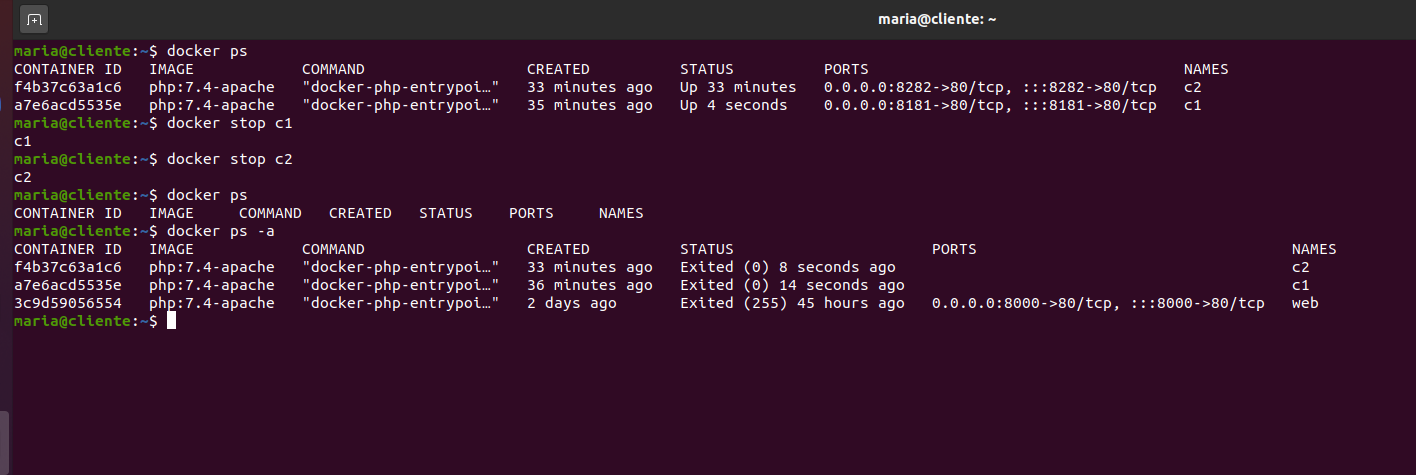 maria@cliente: ~
maria@cliente:~$ docker ps
CONTAINER ID   IMAGE            COMMAND                  CREATED          STATUS          PORTS                                   NAMES
f4b37c63a1c6   php:7.4-apache   "docker-php-entrypoi…"   33 minutes ago   Up 33 minutes   0.0.0.0:8282->80/tcp, :::8282->80/tcp   c2
a7e6acd5535e   php:7.4-apache   "docker-php-entrypoi…"   35 minutes ago   Up 4 seconds    0.0.0.0:8181->80/tcp, :::8181->80/tcp   c1
maria@cliente:~$ docker stop c1
c1
maria@cliente:~$ docker stop c2
c2
maria@cliente:~$ docker ps
CONTAINER ID   IMAGE     COMMAND   CREATED   STATUS    PORTS     NAMES
maria@cliente:~$ docker ps -a
CONTAINER ID   IMAGE            COMMAND                  CREATED          STATUS                      PORTS                                   NAMES
f4b37c63a1c6   php:7.4-apache   "docker-php-entrypoi…"   33 minutes ago   Exited (0) 8 seconds ago                                            c2
a7e6acd5535e   php:7.4-apache   "docker-php-entrypoi…"   36 minutes ago   Exited (0) 14 seconds ago                                           c1
3c9d59056554   php:7.4-apache   "docker-php-entrypoi…"   2 days ago       Exited (255) 45 hours ago   0.0.0.0:8000->80/tcp, :::8000->80/tcp   web
maria@cliente:~$